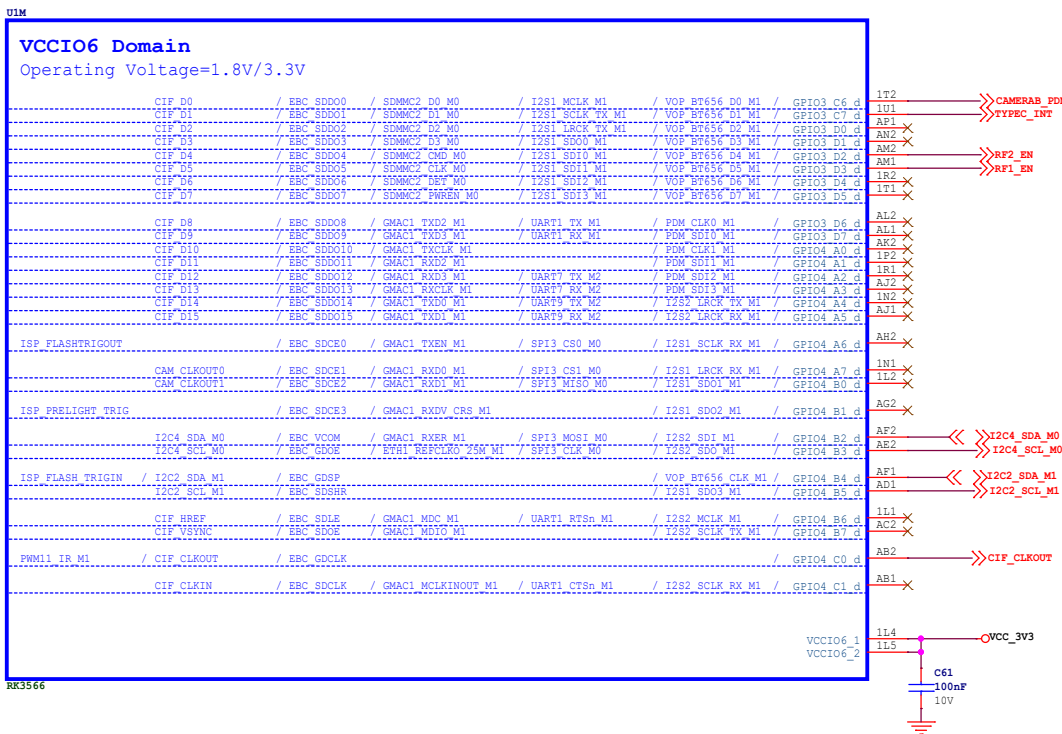 U1M
VCCIO6 Domain
Operating Voltage=1.8V/3.3V
CIF_D0 / EBC_SDDO0 / SDMMC2_D0_M0 / I2S1_MCLK_M1 / VOP_BT656_D0_M1 / GPIO3_C6_d 1T2 CAMERAB_PD
CIF_D1 / EBC_SDDO1 / SDMMC2_D1_M0 / I2S1_SCLK_TX_M1 / VOP_BT656_D1_M1 / GPIO3_C7_d 1U1 TYPEC_INT
CIF_D2 / EBC_SDDO2 / SDMMC2_D2_M0 / I2S1_LRCK_TX_M1 / VOP_BT656_D2_M1 / GPIO3_D0_d AP1
CIF_D3 / EBC_SDDO3 / SDMMC2_D3_M0 / I2S1_SDO0_M1 / VOP_BT656_D3_M1 / GPIO3_D1_d AN2
CIF_D4 / EBC_SDDO4 / SDMMC2_CMD_M0 / I2S1_SDI0_M1 / VOP_BT656_D4_M1 / GPIO3_D2_d AM2 RF2_EN
CIF_D5 / EBC_SDDO5 / SDMMC2_CLK_M0 / I2S1_SDI1_M1 / VOP_BT656_D5_M1 / GPIO3_D3_d AM1 RF1_EN
CIF_D6 / EBC_SDDO6 / SDMMC2_DET_M0 / I2S1_SDI2_M1 / VOP_BT656_D6_M1 / GPIO3_D4_d 1R2
CIF_D7 / EBC_SDDO7 / SDMMC2_PWREN_M0 / I2S1_SDI3_M1 / VOP_BT656_D7_M1 / GPIO3_D5_d 1T1
CIF_D8 / EBC_SDDO8 / GMAC1_TXD2_M1 / UART1_TX_M1 / PDM_CLK0_M1 / GPIO3_D6_d AL2
CIF_D9 / EBC_SDDO9 / GMAC1_TXD3_M1 / UART1_RX_M1 / PDM_SDI0_M1 / GPIO3_D7_d AL1
CIF_D10 / EBC_SDDO10 / GMAC1_TXCLK_M1 / PDM_CLK1_M1 / GPIO4_A0_d AK2
CIF_D11 / EBC_SDDO11 / GMAC1_RXD2_M1 / PDM_SDI1_M1 / GPIO4_A1_d 1P2
CIF_D12 / EBC_SDDO12 / GMAC1_RXD3_M1 / UART7_TX_M2 / PDM_SDI2_M1 / GPIO4_A2_d 1R1
CIF_D13 / EBC_SDDO13 / GMAC1_RXCLK_M1 / UART7_RX_M2 / PDM_SDI3_M1 / GPIO4_A3_d AJ2
CIF_D14 / EBC_SDDO14 / GMAC1_TXD0_M1 / UART9_TX_M2 / I2S2_LRCK_TX_M1 / GPIO4_A4_d 1N2
CIF_D15 / EBC_SDDO15 / GMAC1_TXD1_M1 / UART9_RX_M2 / I2S2_LRCK_RX_M1 / GPIO4_A5_d AJ1
ISP_FLASHTRIGOUT / EBC_SDCE0 / GMAC1_TXEN_M1 / SPI3_CS0_M0 / I2S1_SCLK_RX_M1 / GPIO4_A6_d AH2
CAM_CLKOUT0 / EBC_SDCE1 / GMAC1_RXD0_M1 / SPI3_CS1_M0 / I2S1_LRCK_RX_M1 / GPIO4_A7_d 1N1
CAM_CLKOUT1 / EBC_SDCE2 / GMAC1_RXD1_M1 / SPI3_MISO_M0 / I2S1_SDO1_M1 / GPIO4_B0_d 1L2
ISP_PRELIGHT_TRIG / EBC_SDCE3 / GMAC1_RXDV_CRS_M1 / I2S1_SDO2_M1 / GPIO4_B1_d AG2
I2C4_SDA_M0 / EBC_VCOM / GMAC1_RXER_M1 / SPI3_MOSI_M0 / I2S2_SDI_M1 / GPIO4_B2_d AF2 I2C4_SDA_M0
I2C4_SCL_M0 / EBC_GDOE / ETH1_REFCLKO_25M_M1 / SPI3_CLK_M0 / I2S2_SDO_M1 / GPIO4_B3_d AE2 I2C4_SCL_M0
ISP_FLASH_TRIGIN / I2C2_SDA_M1 / EBC_GDSP / VOP_BT656_CLK_M1 / GPIO4_B4_d AF1 I2C2_SDA_M1
I2C2_SCL_M1 / EBC_SDSHR / I2S1_SDO3_M1 / GPIO4_B5_d AD1 I2C2_SCL_M1
CIF_HREF / EBC_SDLE / GMAC1_MDC_M1 / UART1_RTSn_M1 / I2S2_MCLK_M1 / GPIO4_B6_d 1L1
CIF_VSYNC / EBC_SDOE / GMAC1_MDIO_M1 / I2S2_SCLK_TX_M1 / GPIO4_B7_d AC2
PWM11_IR_M1 / CIF_CLKOUT / EBC_GDCLK / GPIO4_C0_d AB2 CIF_CLKOUT
CIF_CLKIN / EBC_SDCLK / GMAC1_MCLKINOUT_M1 / UART1_CTSn_M1 / I2S2_SCLK_RX_M1 / GPIO4_C1_d AB1
VCCIO6_1 1L4 VCC_3V3
VCCIO6_2 1L5
RK3566
C61
100nF
10V